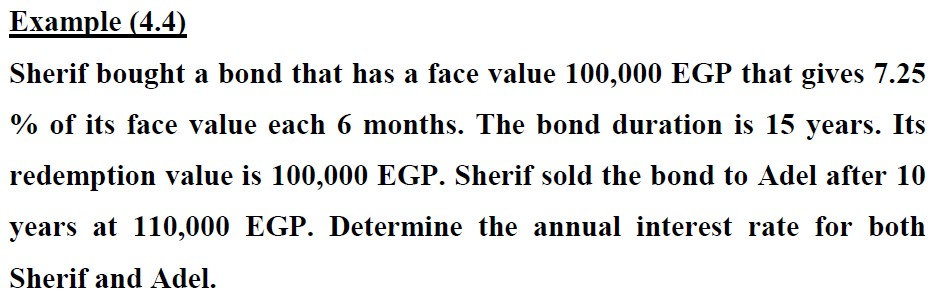 Example (4.4)
Sherif bought a bond that has a face value 100,000 EGP that gives 7.25
% of its face value each 6 months. The bond duration is 15 years. Its
redemption value is 100,000 EGP. Sherif sold the bond to Adel after 10
years at 110,000 EGP. Determine the annual interest rate for both
Sherif and Adel.